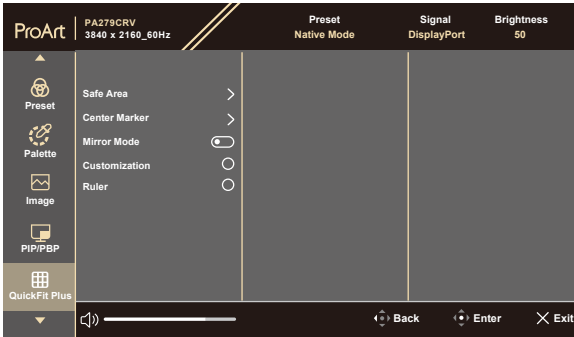 ProArt
PA279CRV
3840 x 2160_60Hz
Preset
Native Mode
Signal
DisplayPort
Brightness
50
Preset
Palette
Image
PIP/PBP
QuickFit Plus
Safe Area
Center Marker
Mirror Mode
Customization
Ruler
Back
Enter
Exit